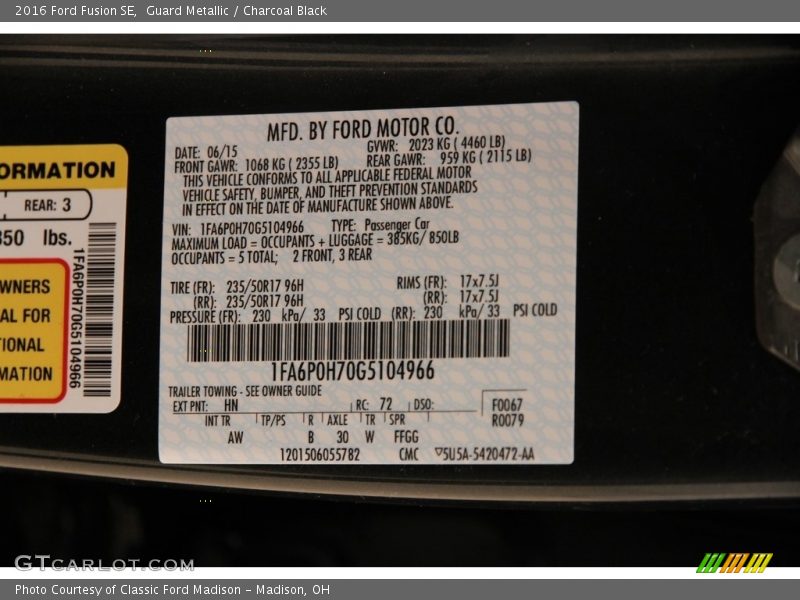 2016 Ford Fusion SE,  Guard Metallic / Charcoal Black
ORMATION
REAR: 3
850 lbs.
WNERS
AL FOR
TIONAL
MATION
1FA6P0H70G5104966
MFD. BY FORD MOTOR CO.
DATE: 06/15 GVWR: 2023 KG ( 4460 LB)
FRONT GAWR: 1068 KG ( 2355 LB) REAR GAWR: 959 KG ( 2115 LB)
THIS VEHICLE CONFORMS TO ALL APPLICABLE FEDERAL MOTOR
VEHICLE SAFETY, BUMPER, AND THEFT PREVENTION STANDARDS
IN EFFECT ON THE DATE OF MANUFACTURE SHOWN ABOVE.
VIN: 1FA6P0H70G5104966 TYPE: Passenger Car
MAXIMUM LOAD = OCCUPANTS + LUGGAGE = 385KG/ 850LB
OCCUPANTS = 5 TOTAL; 2 FRONT, 3 REAR
TIRE (FR): 235/50R17 96H RIMS (FR): 17x7.5J
(RR): 235/50R17 96H (RR): 17x7.5J
PRESSURE (FR): 230 kPa/ 33 PSI COLD (RR): 230 kPa/ 33 PSI COLD
1FA6P0H70G5104966
TRAILER TOWING - SEE OWNER GUIDE
EXT PNT: HN RC: 72 DSO: F0067
INT TR TP/PS R AXLE TR SPR R0079
AW B 30 W FFGG
1201506055782 CMC ▽5U5A-5420472-AA
GTCARLOT.COM
Photo Courtesy of Classic Ford Madison - Madison, OH